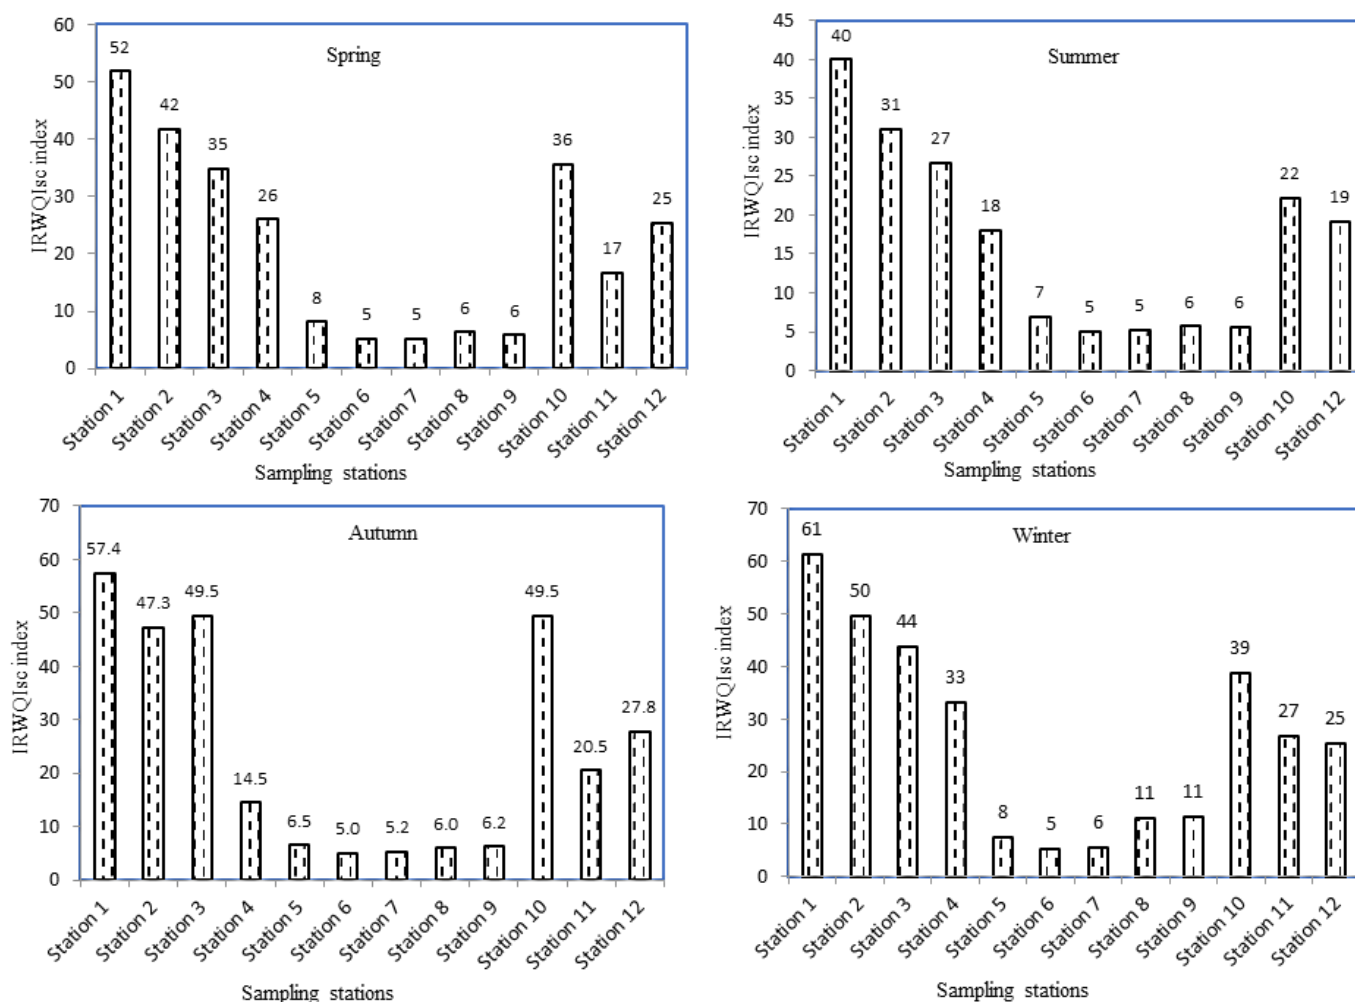 Spring
IRWQIsc index
60
50
40
30
20
10
0
52
42
35
26
8
5
5
6
6
36
17
25
Station 1
Station 2
Station 3
Station 4
Station 5
Station 6
Station 7
Station 8
Station 9
Station 10
Station 11
Station 12
Sampling stations
Summer
IRWQIsc index
45
40
35
30
25
20
15
10
5
0
40
31
27
18
7
5
5
6
6
22
19
Station 1
Station 2
Station 3
Station 4
Station 5
Station 6
Station 7
Station 8
Station 9
Station 10
Station 12
Sampling stations
Autumn
IRWQIsc index
70
60
50
40
30
20
10
0
57.4
47.3
49.5
14.5
6.5
5.0
5.2
6.0
6.2
49.5
20.5
27.8
Station 1
Station 2
Station 3
Station 4
Station 5
Station 6
Station 7
Station 8
Station 9
Station 10
Station 11
Station 12
Sampling stations
Winter
IRWQIsc index
70
60
50
40
30
20
10
0
61
50
44
33
8
5
6
11
11
39
27
25
Station 1
Station 2
Station 3
Station 4
Station 5
Station 6
Station 7
Station 8
Station 9
Station 10
Station 11
Station 12
Sampling stations